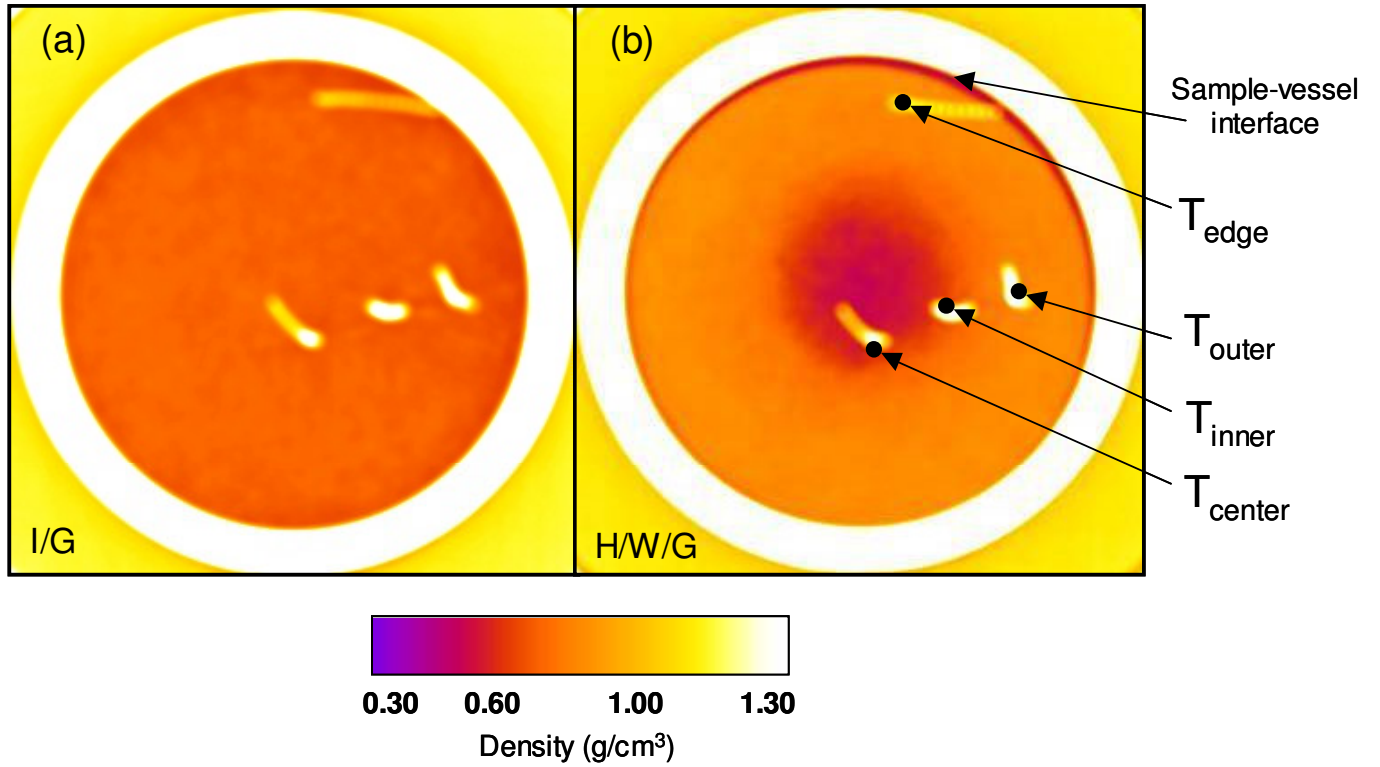 (a)
(b)
Sample-vessel
interface
T_edge
T_outer
T_inner
T_center
I/G
H/W/G
0.30 0.60 1.00 1.30
Density (g/cm³)